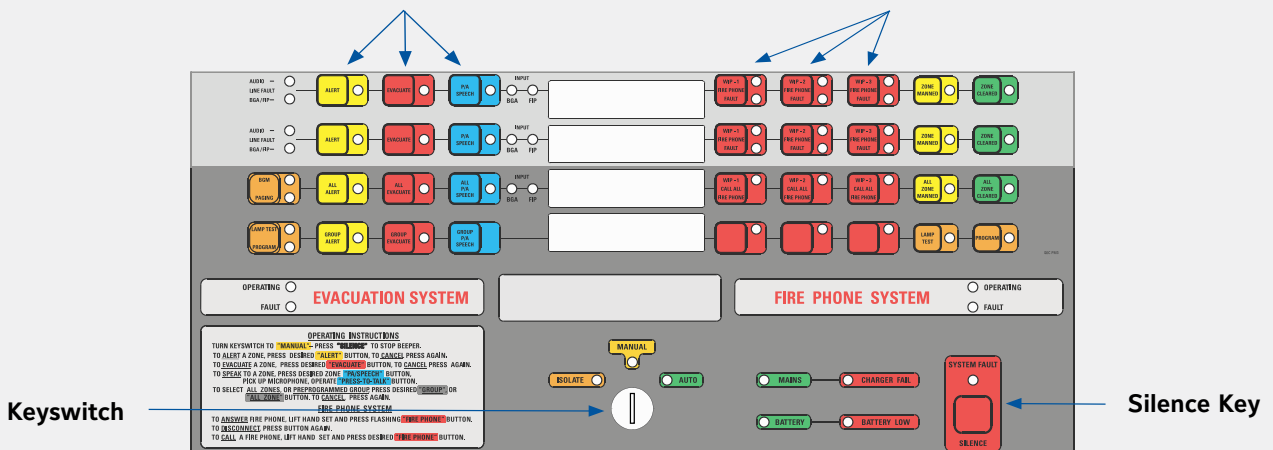 INPUT
AUDIO –
LINE FAULT
BGA/FIP–
ALERT
EVACUATE
P/A SPEECH
BGA FIP
WIP - 1 FIRE PHONE FAULT
WIP - 2 FIRE PHONE FAULT
WIP - 3 FIRE PHONE FAULT
ZONE MANNED
ZONE CLEARED
INPUT
AUDIO –
LINE FAULT
BGA/FIP–
ALERT
EVACUATE
P/A SPEECH
BGA FIP
WIP - 1 FIRE PHONE FAULT
WIP - 2 FIRE PHONE FAULT
WIP - 3 FIRE PHONE FAULT
ZONE MANNED
ZONE CLEARED
INPUT
BGM
PAGING
ALL ALERT
ALL EVACUATE
ALL P/A SPEECH
BGA FIP
WIP - 1 CALL ALL FIRE PHONE
WIP - 2 CALL ALL FIRE PHONE
WIP - 3 CALL ALL FIRE PHONE
ALL ZONE MANNED
ALL ZONE CLEARED
LAMP TEST
PROGRAM
GROUP ALERT
GROUP EVACUATE
GROUP P/A SPEECH
LAMP TEST
PROGRAM
OPERATING
FAULT
EVACUATION SYSTEM
FIRE PHONE SYSTEM
OPERATING
FAULT
OPERATING INSTRUCTIONS
TURN KEYSWITCH TO "MANUAL"– PRESS "SILENCE" TO STOP BEEPER.
TO ALERT A ZONE, PRESS DESIRED "ALERT" BUTTON, TO CANCEL PRESS AGAIN.
TO EVACUATE A ZONE, PRESS DESIRED "EVACUATE" BUTTON, TO CANCEL PRESS AGAIN.
TO SPEAK TO A ZONE, PRESS DESIRED ZONE "PA/SPEECH" BUTTON,
PICK UP MICROPHONE, OPERATE "PRESS-TO-TALK" BUTTON.
TO SELECT ALL ZONES, OR PREPROGRAMMED GROUP, PRESS DESIRED "GROUP", OR
"ALL ZONE" BUTTON. TO CANCEL, PRESS AGAIN.
FIRE PHONE SYSTEM
TO ANSWER FIRE PHONE, LIFT HAND SET AND PRESS FLASHING "FIRE PHONE" BUTTON.
TO DISCONNECT, PRESS BUTTON AGAIN.
TO CALL A FIRE PHONE, LIFT HAND SET AND PRESS DESIRED "FIRE PHONE" BUTTON.
MANUAL
ISOLATE
AUTO
MAINS
CHARGER FAIL
BATTERY
BATTERY LOW
SYSTEM FAULT
SILENCE
Keyswitch
Silence Key